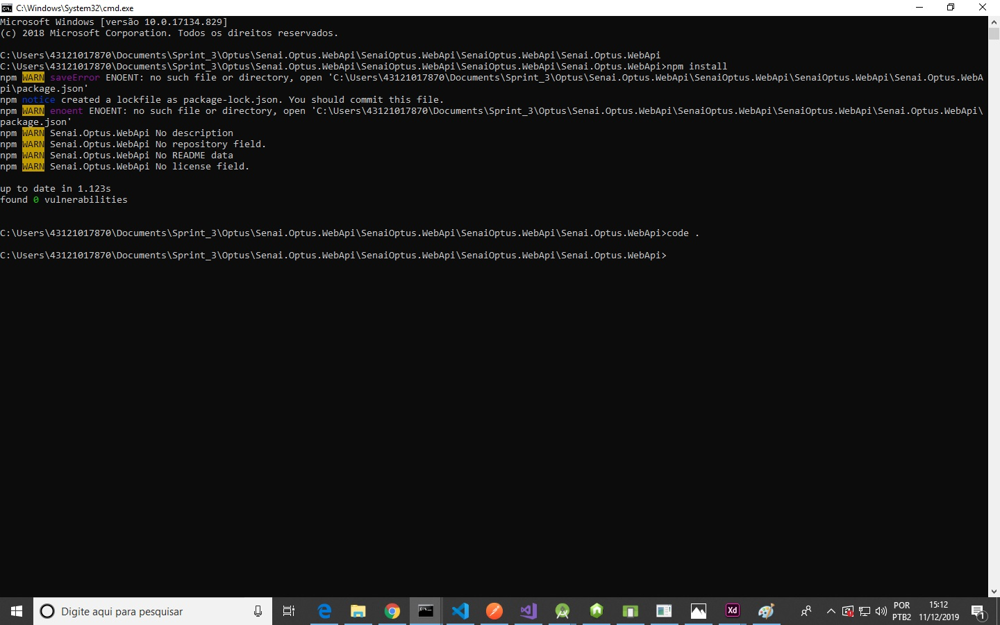 C:\Windows\System32\cmd.exe
Microsoft Windows [versão 10.0.17134.829]
(c) 2018 Microsoft Corporation. Todos os direitos reservados.
C:\Users\43121017870\Documents\Sprint_3\Optus\Senai.Optus.WebApi\SenaiOptus.WebApi\SenaiOptus.WebApi\Senai.Optus.WebApi
C:\Users\43121017870\Documents\Sprint_3\Optus\Senai.Optus.WebApi\SenaiOptus.WebApi\SenaiOptus.WebApi\Senai.Optus.WebApi>npm install
npm WARN saveError ENOENT: no such file or directory, open 'C:\Users\43121017870\Documents\Sprint_3\Optus\Senai.Optus.WebApi\SenaiOptus.WebApi\SenaiOptus.WebApi\Senai.Optus.WebA
pi\package.json'
npm notice created a lockfile as package-lock.json. You should commit this file.
npm WARN enoent ENOENT: no such file or directory, open 'C:\Users\43121017870\Documents\Sprint_3\Optus\Senai.Optus.WebApi\SenaiOptus.WebApi\SenaiOptus.WebApi\Senai.Optus.WebApi\
package.json'
npm WARN Senai.Optus.WebApi No description
npm WARN Senai.Optus.WebApi No repository field.
npm WARN Senai.Optus.WebApi No README data
npm WARN Senai.Optus.WebApi No license field.
up to date in 1.123s
found 0 vulnerabilities
C:\Users\43121017870\Documents\Sprint_3\Optus\Senai.Optus.WebApi\SenaiOptus.WebApi\SenaiOptus.WebApi\Senai.Optus.WebApi>code .
C:\Users\43121017870\Documents\Sprint_3\Optus\Senai.Optus.WebApi\SenaiOptus.WebApi\SenaiOptus.WebApi\Senai.Optus.WebApi>
Digite aqui para pesquisar
Xd
POR
PTB2
15:12
11/12/2019
1